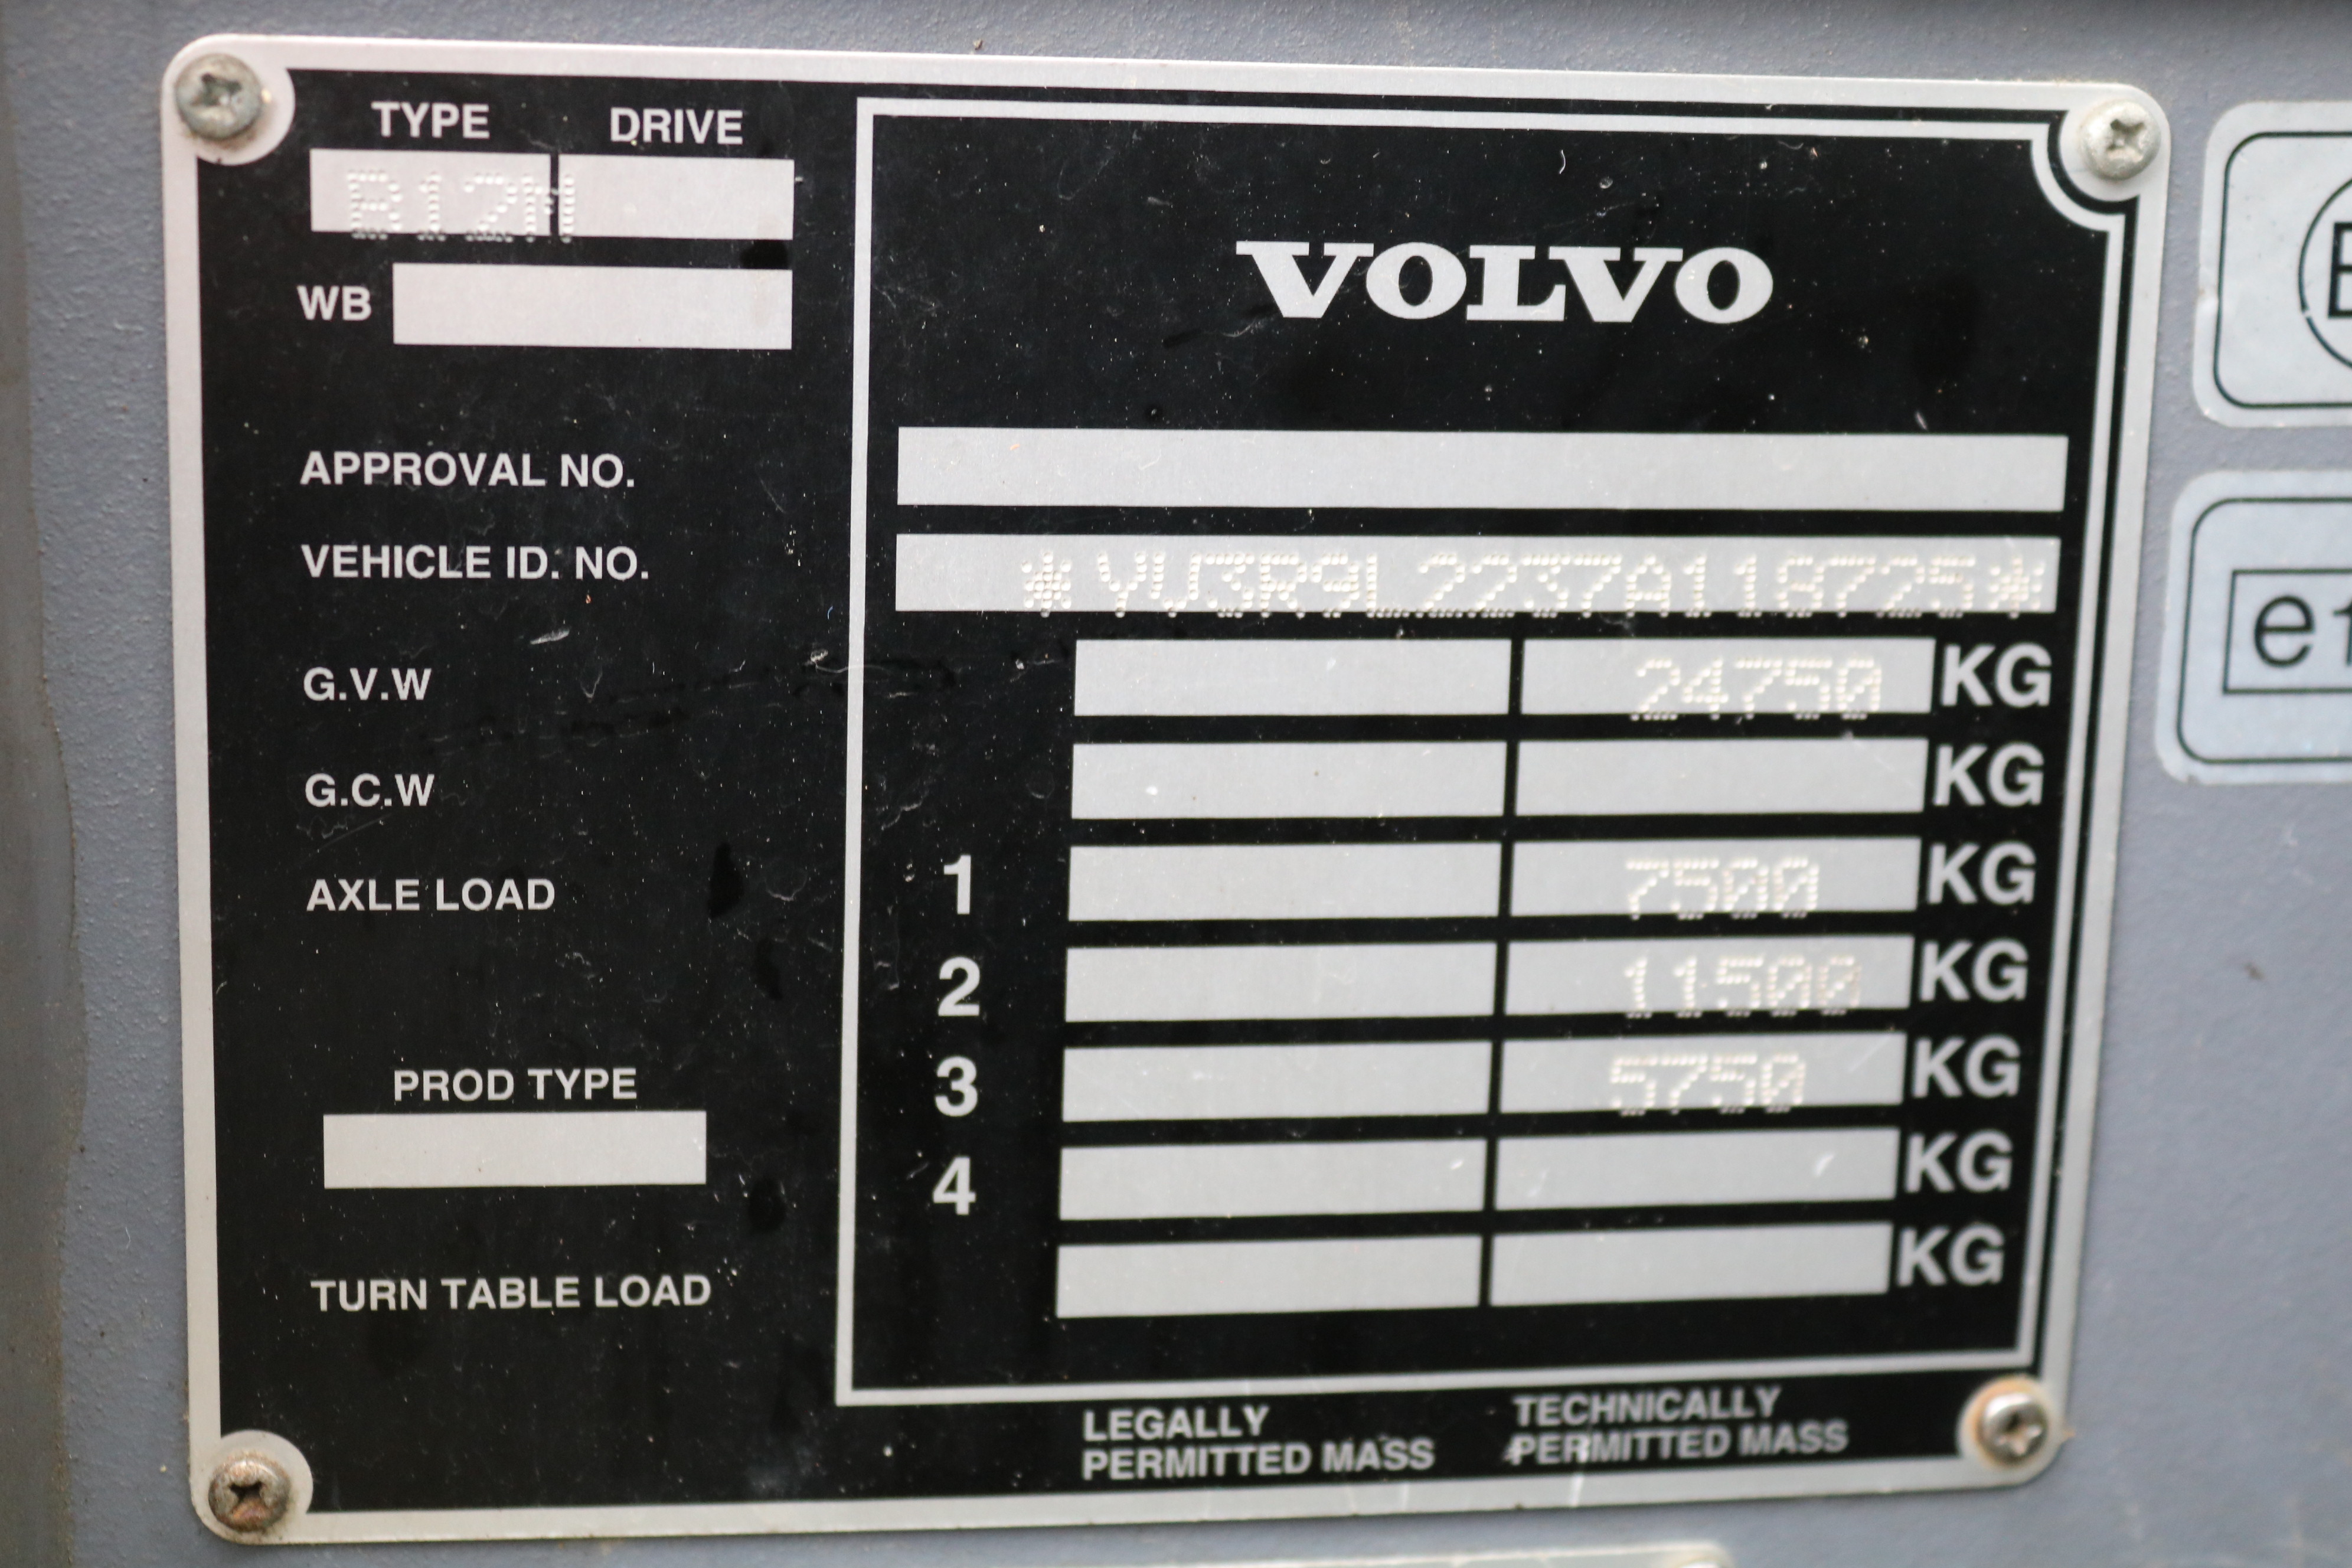 TYPE DRIVE
B12M
VOLVO
WB
APPROVAL NO.
VEHICLE ID. NO. *YV3R9L2237A118725*
G.V.W 24750 KG
G.C.W KG
AXLE LOAD 1 7500 KG
2 11500 KG
3 5750 KG
PROD TYPE
4 KG
TURN TABLE LOAD KG
LEGALLY
PERMITTED MASS
TECHNICALLY
PERMITTED MASS